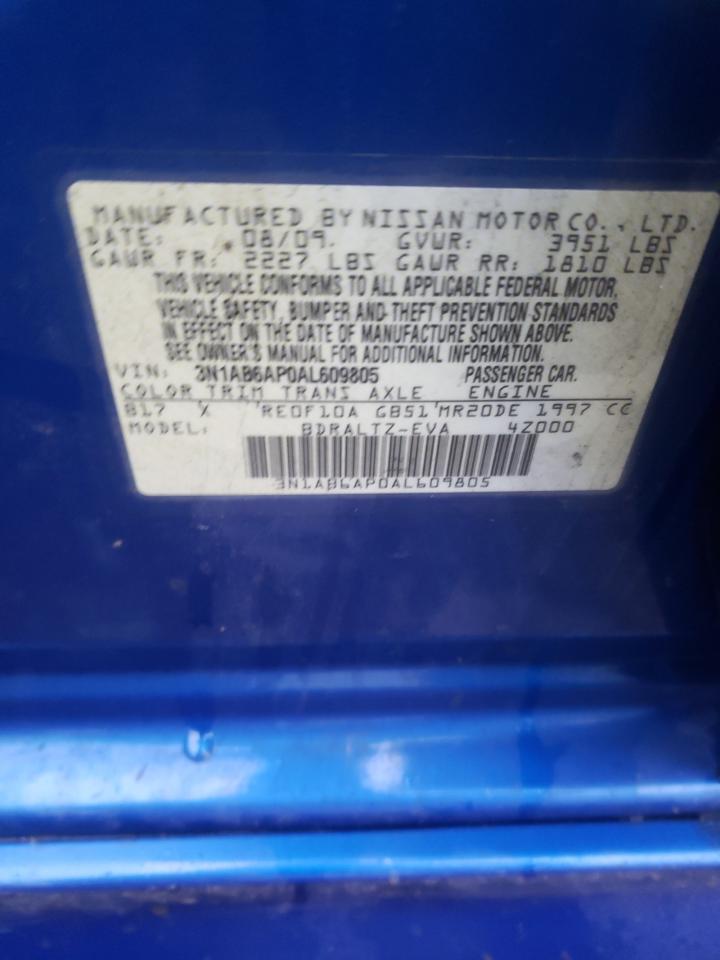 MANUFACTURED BY NISSAN MOTOR CO., LTD.
DATE: 08/09. GVWR: 3951 LBS
GAWR FR: 2227 LBS GAWR RR: 1810 LBS
THIS VEHICLE CONFORMS TO ALL APPLICABLE FEDERAL MOTOR,
VEHICLE SAFETY, BUMPER AND THEFT PREVENTION STANDARDS
IN EFFECT ON THE DATE OF MANUFACTURE SHOWN ABOVE.
SEE OWNER'S MANUAL FOR ADDITIONAL INFORMATION.
VIN: 3N1AB6AP0AL609805 PASSENGER CAR.
COLOR TRIM TRANS AXLE ENGINE
B17 X RE0F10A GB51 MR20DE 1997 CC
MODEL: BDRALTZ-EVA 4Z000
3N1AB6AP0AL609805